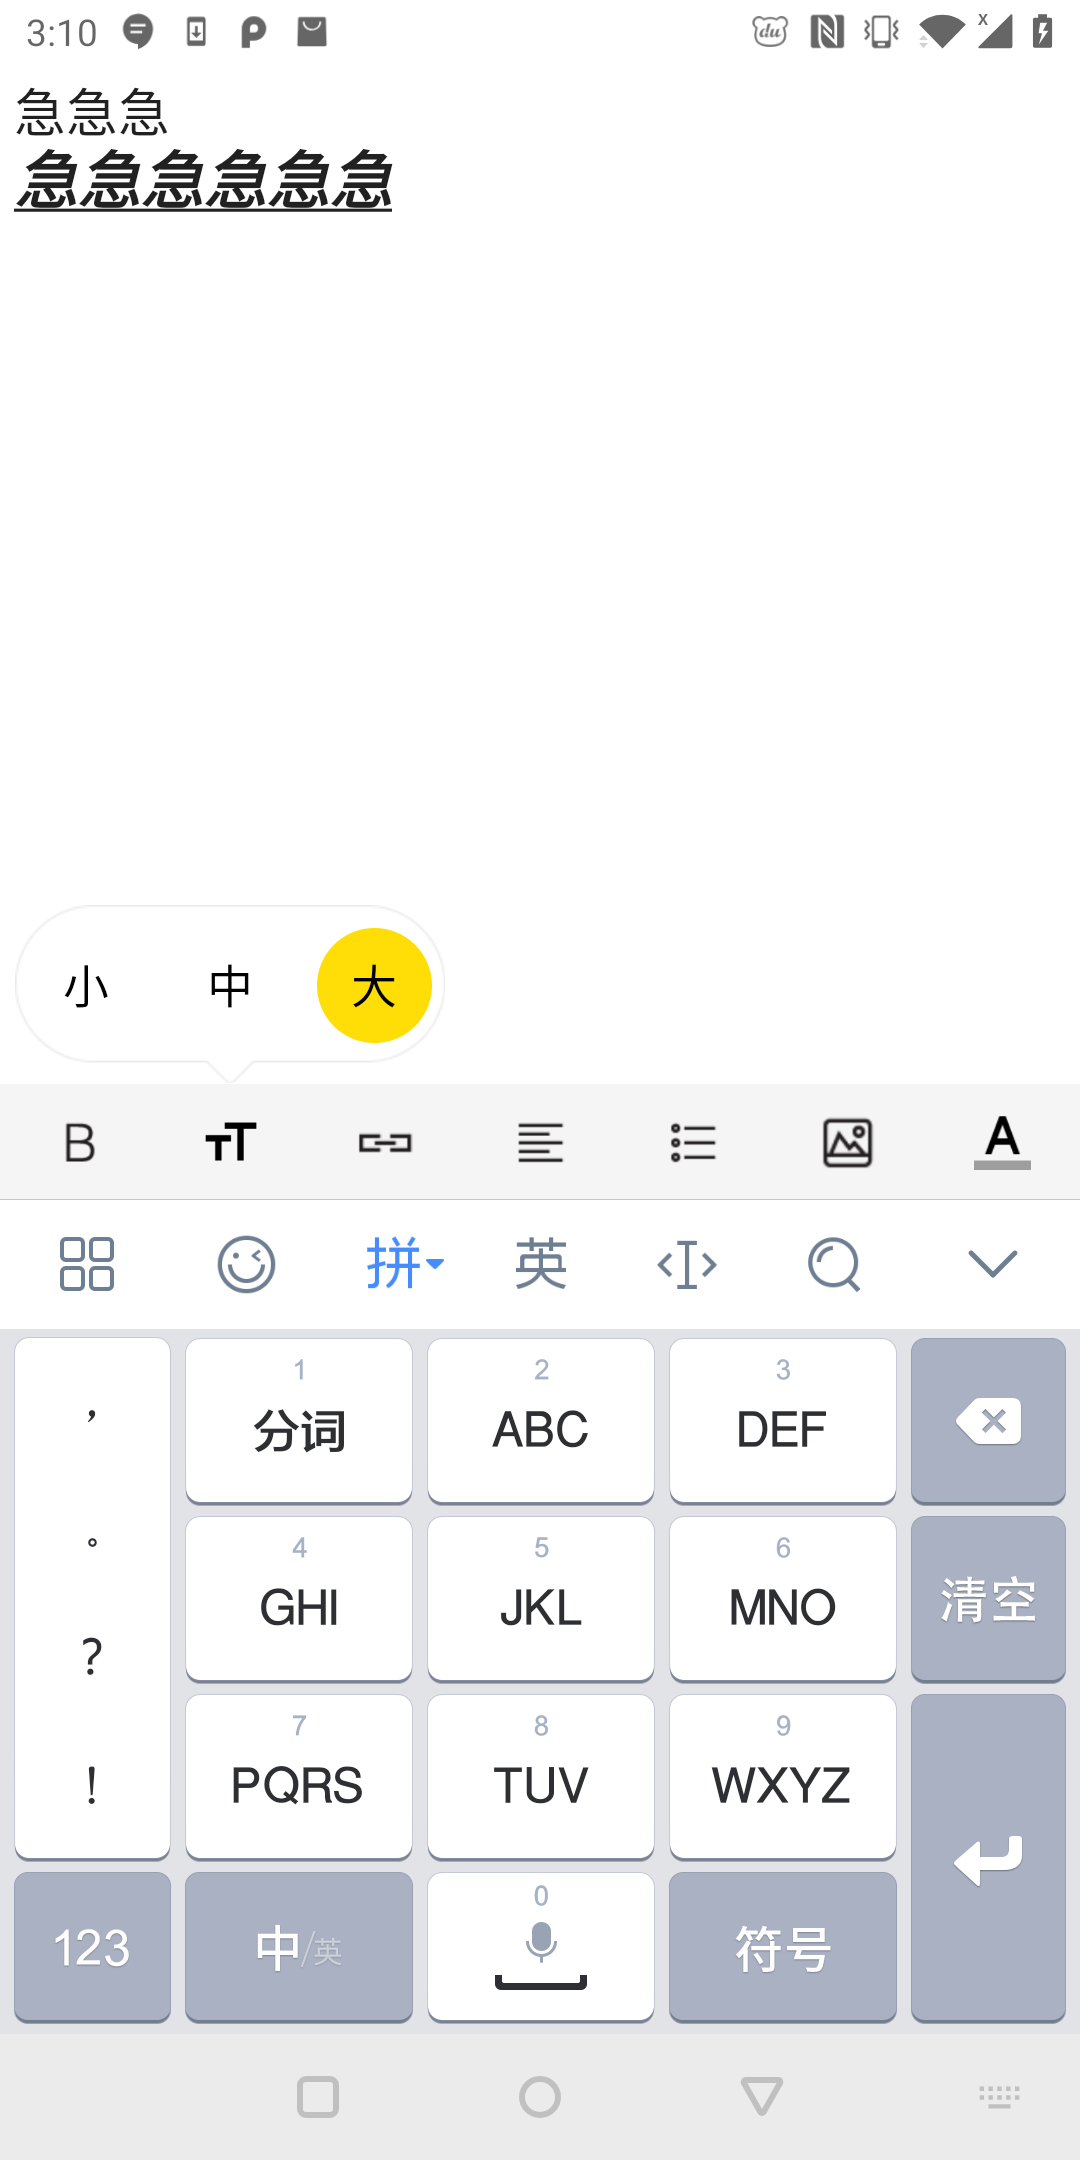 3:10
急急急
急急急急急急
小 中 大
B TT A
拼 英
, 1 分词 2 ABC 3 DEF
。 4 GHI 5 JKL 6 MNO 清空
?
! 7 PQRS 8 TUV 9 WXYZ
123 中/英 0 符号